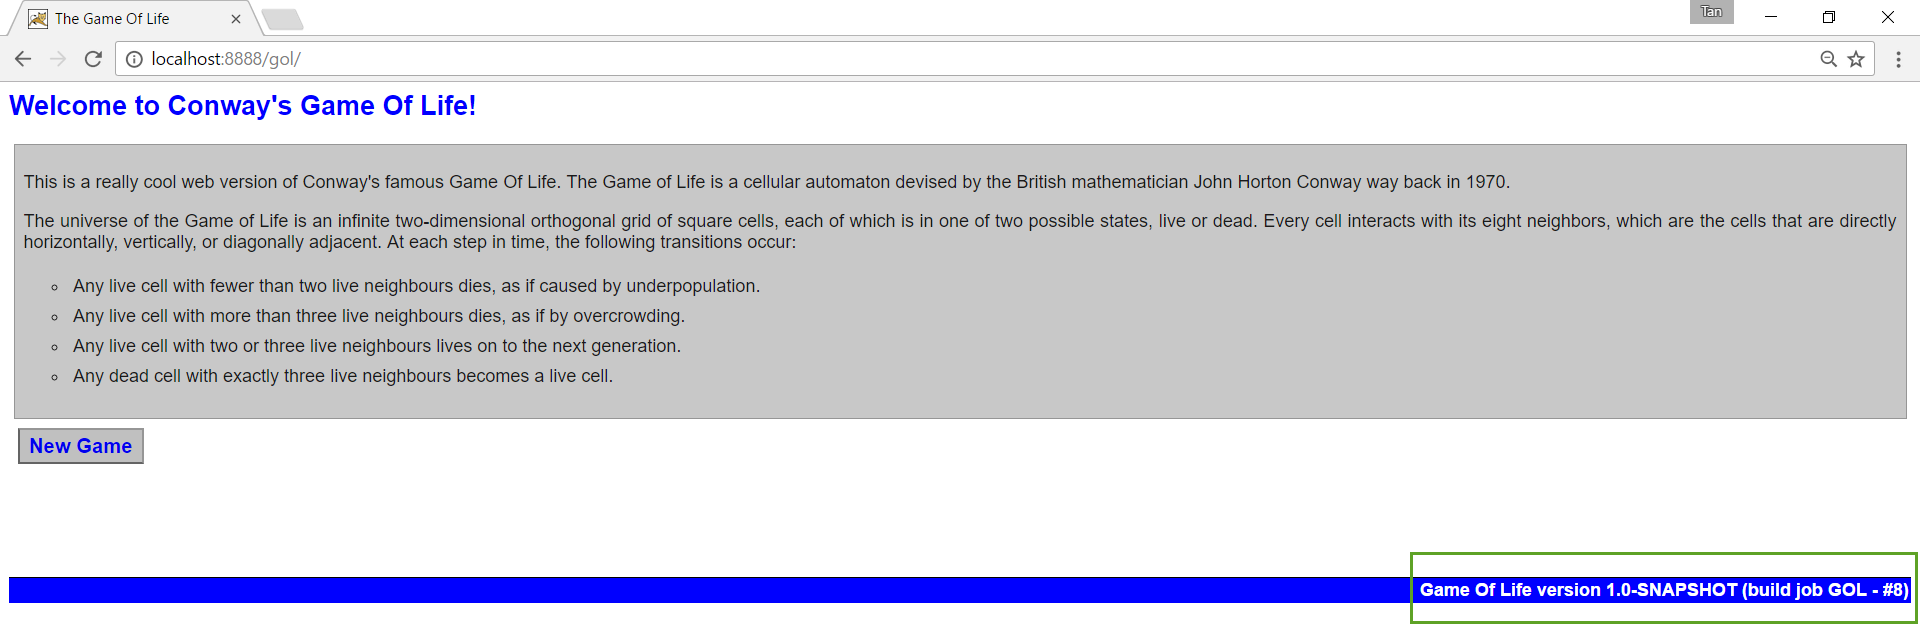 The Game Of Life
Tan
localhost:8888/gol/
Welcome to Conway's Game Of Life!
This is a really cool web version of Conway's famous Game Of Life. The Game of Life is a cellular automaton devised by the British mathematician John Horton Conway way back in 1970.
The universe of the Game of Life is an infinite two-dimensional orthogonal grid of square cells, each of which is in one of two possible states, live or dead. Every cell interacts with its eight neighbors, which are the cells that are directly
horizontally, vertically, or diagonally adjacent. At each step in time, the following transitions occur:
Any live cell with fewer than two live neighbours dies, as if caused by underpopulation.
Any live cell with more than three live neighbours dies, as if by overcrowding.
Any live cell with two or three live neighbours lives on to the next generation.
Any dead cell with exactly three live neighbours becomes a live cell.
New Game
Game Of Life version 1.0-SNAPSHOT (build job GOL - #8)